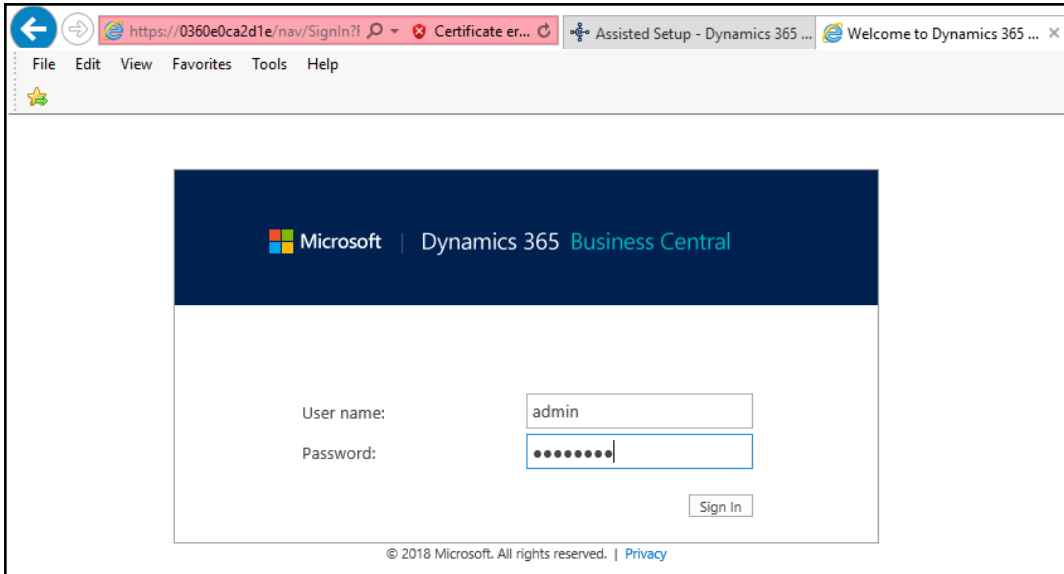 https://0360e0ca2d1e/nav/SignIn?f Certificate er... Assisted Setup - Dynamics 365 ... Welcome to Dynamics 365 ...
File Edit View Favorites Tools Help
Microsoft | Dynamics 365 Business Central
User name: admin
Password: ••••••••
Sign In
© 2018 Microsoft. All rights reserved. | Privacy